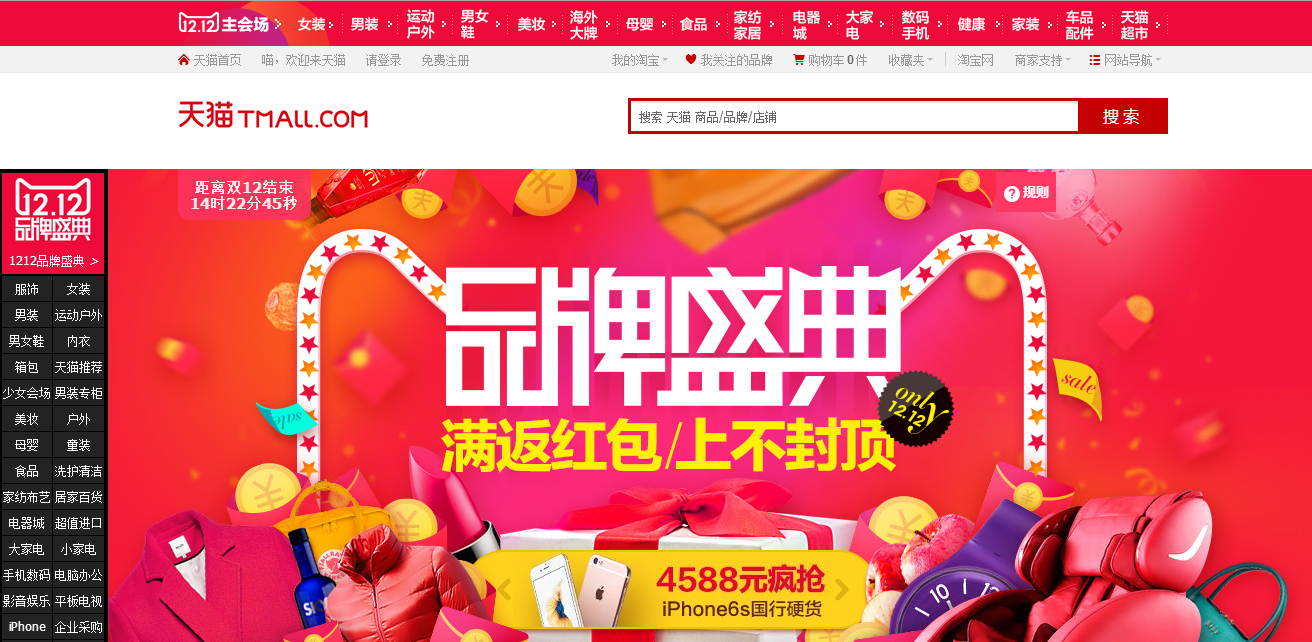 12.12 主会场
女装
男装
运动
户外
男女
鞋
美妆
海外
大牌
母婴
食品
家纺
家居
电器
城
大家
电
数码
手机
健康
家装
车品
配件
天猫
超市
天猫首页 喵，欢迎来天猫 请登录 免费注册 我的淘宝 我关注的品牌 购物车0件 收藏夹 淘宝网 商家支持 网站导航
天猫 TMALL.COM
搜索 天猫 商品/品牌/店铺
搜索
距离双12结束
14时22分45秒
? 规则
12.12
品牌盛典
1212品牌盛典 >
服饰 女装
男装 运动户外
男女鞋 内衣
箱包 天猫推荐
少女会场 男装专柜
美妆 户外
母婴 童装
食品 洗护清洁
家纺布艺 居家百货
电器城 超值进口
大家电 小家电
手机数码 电脑办公
影音娱乐 平板电视
iPhone 企业采购
品牌盛典
only
12.12
满返红包/上不封顶
sale
sale
4588元疯抢
iPhone6s国行硬货
SKY
10 12
9